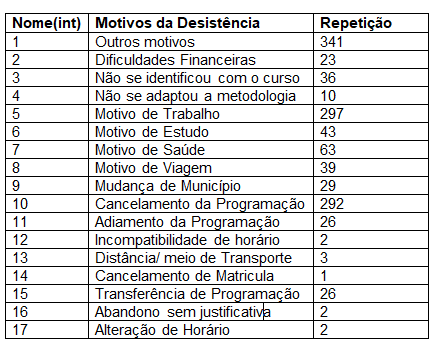 Nome(int) Motivos da Desistência Repetição
1 Outros motivos 341
2 Dificuldades Financeiras 23
3 Não se identificou com o curso 36
4 Não se adaptou a metodologia 10
5 Motivo de Trabalho 297
6 Motivo de Estudo 43
7 Motivo de Saúde 63
8 Motivo de Viagem 39
9 Mudança de Município 29
10 Cancelamento da Programação 292
11 Adiamento da Programação 26
12 Incompatibilidade de horário 2
13 Distância/ meio de Transporte 3
14 Cancelamento de Matricula 1
15 Transferência de Programação 26
16 Abandono sem justificativa 2
17 Alteração de Horário 2